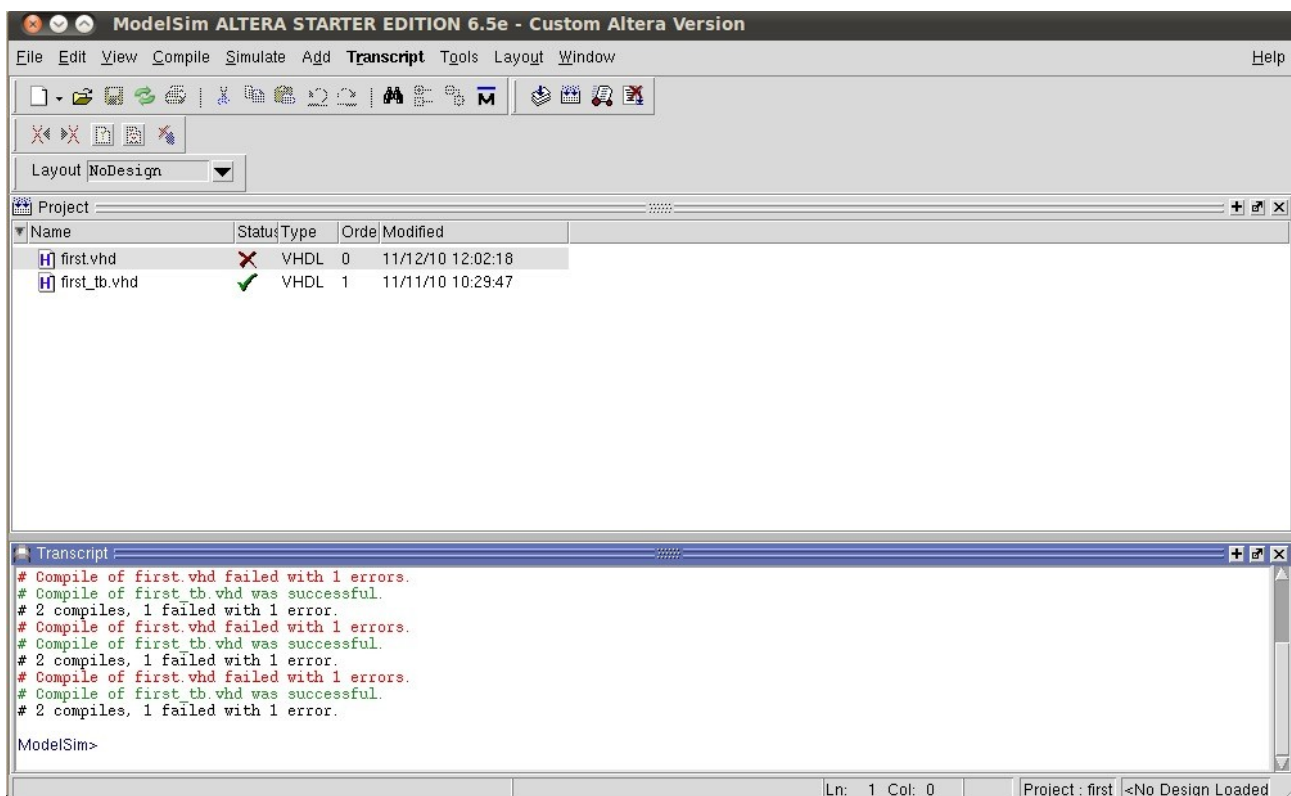 ModelSim ALTERA STARTER EDITION 6.5e - Custom Altera Version
File Edit View Compile Simulate Add Transcript Tools Layout Window Help
M
Layout NoDesign
Project
Name Status Type Orde Modified
first.vhd VHDL 0 11/12/10 12:02:18
first_tb.vhd VHDL 1 11/11/10 10:29:47
Transcript
# Compile of first.vhd failed with 1 errors.
# Compile of first_tb.vhd was successful.
# 2 compiles, 1 failed with 1 error.
# Compile of first.vhd failed with 1 errors.
# Compile of first_tb.vhd was successful.
# 2 compiles, 1 failed with 1 error.
# Compile of first.vhd failed with 1 errors.
# Compile of first_tb.vhd was successful.
# 2 compiles, 1 failed with 1 error.
ModelSim>
Ln: 1 Col: 0 Project : first <No Design Loaded